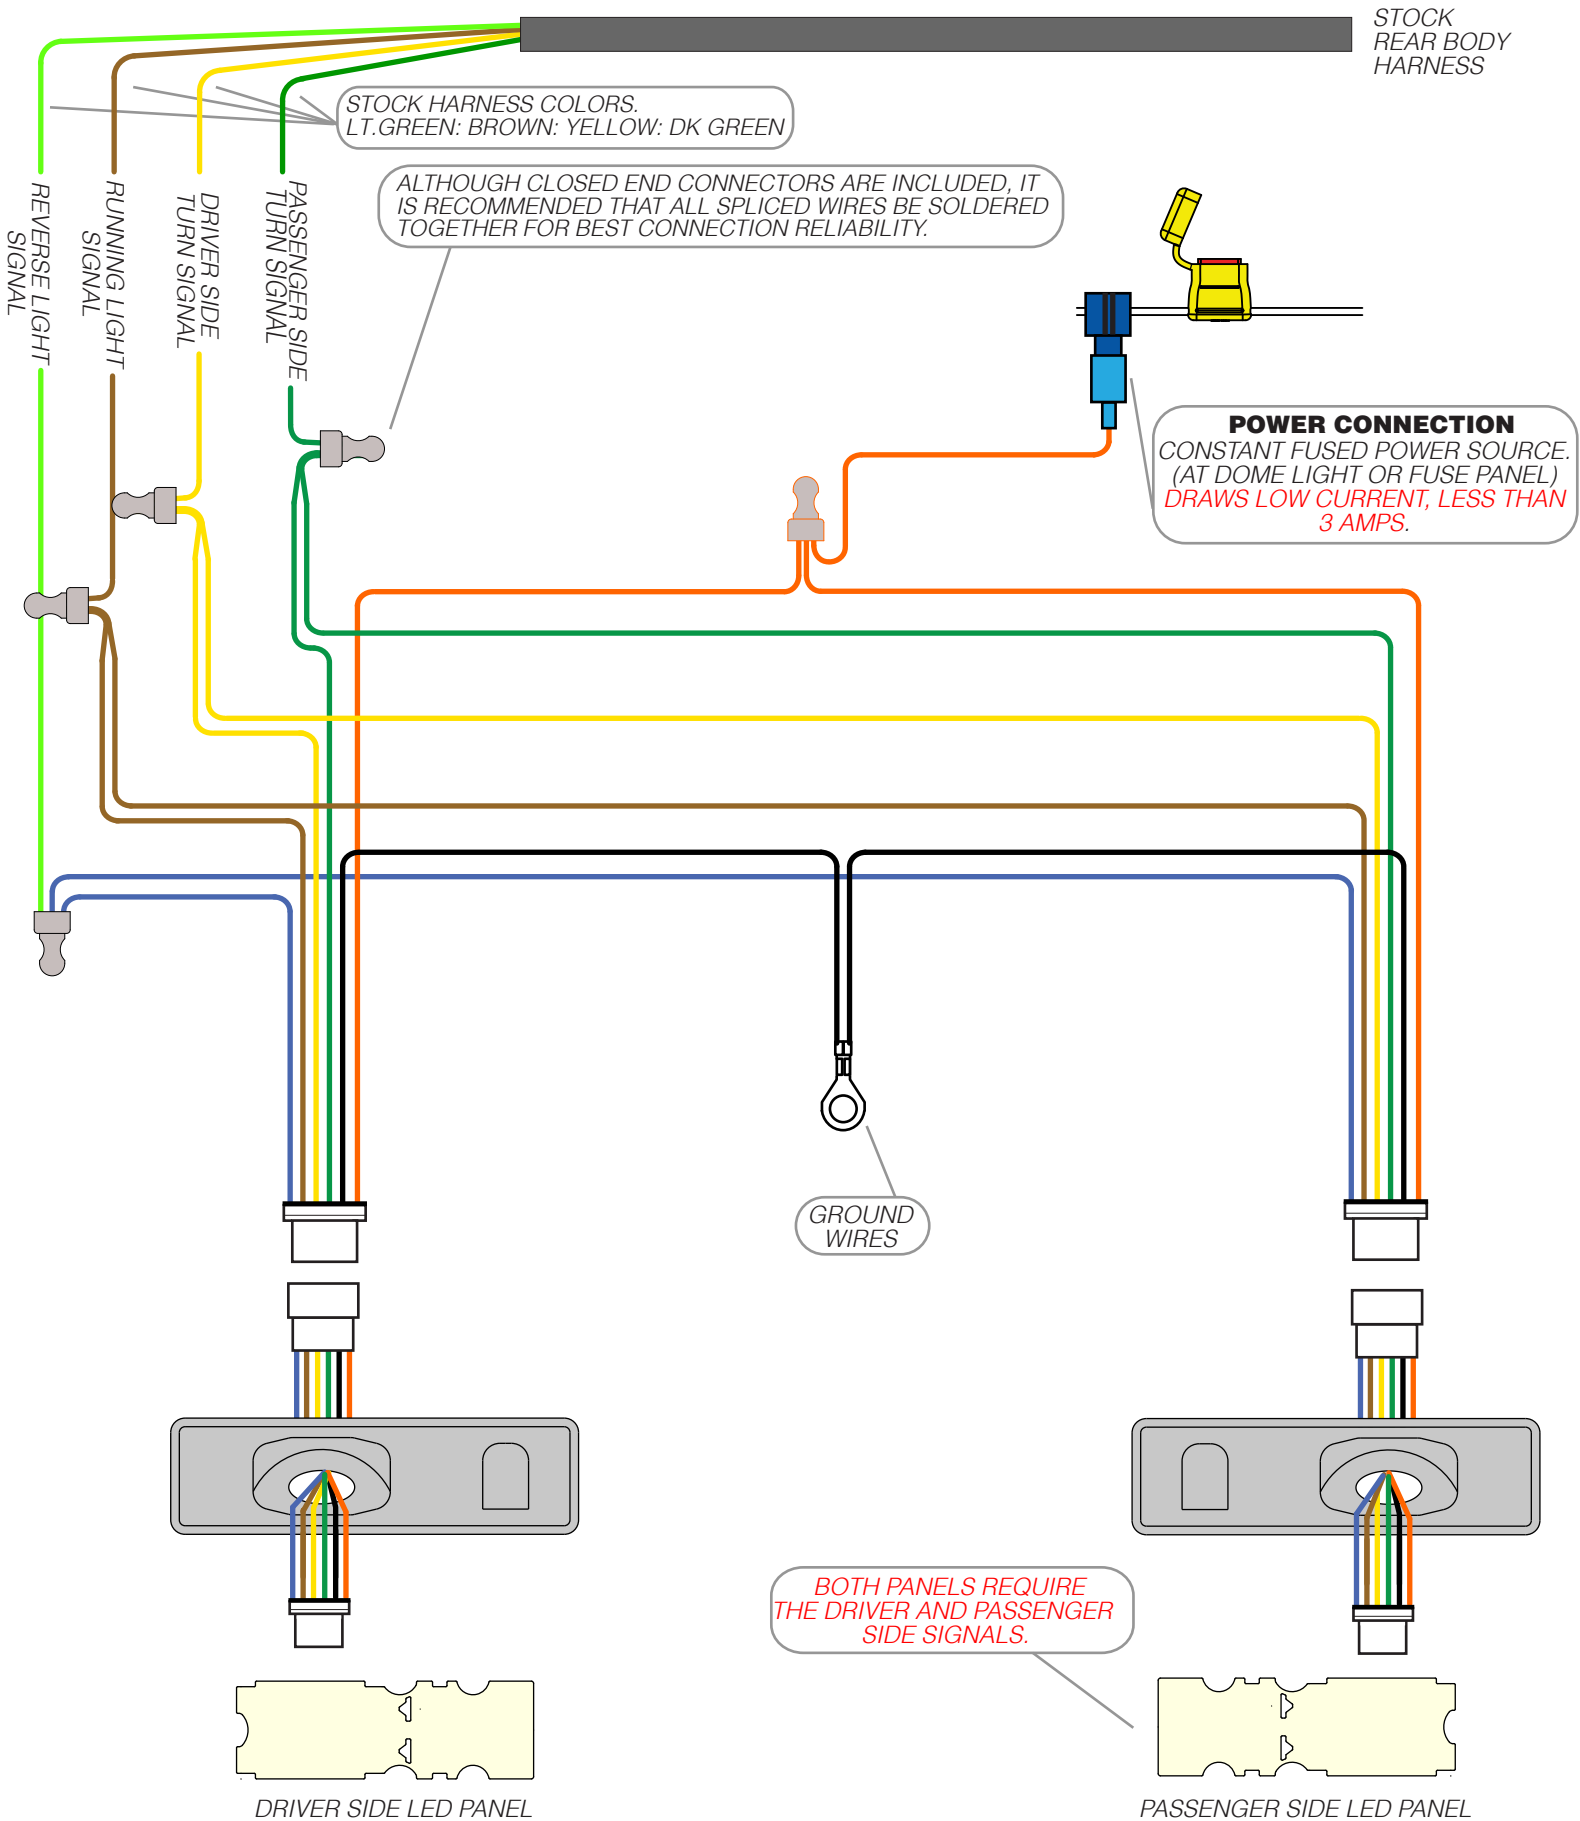 STOCK
REAR BODY
HARNESS
STOCK HARNESS COLORS.
LT.GREEN: BROWN: YELLOW: DK GREEN
ALTHOUGH CLOSED END CONNECTORS ARE INCLUDED, IT
IS RECOMMENDED THAT ALL SPLICED WIRES BE SOLDERED
TOGETHER FOR BEST CONNECTION RELIABILITY.
REVERSE LIGHT
SIGNAL
RUNNING LIGHT
SIGNAL
DRIVER SIDE
TURN SIGNAL
PASSENGER SIDE
TURN SIGNAL
POWER CONNECTION
CONSTANT FUSED POWER SOURCE.
(AT DOME LIGHT OR FUSE PANEL)
DRAWS LOW CURRENT, LESS THAN
3 AMPS.
GROUND
WIRES
BOTH PANELS REQUIRE
THE DRIVER AND PASSENGER
SIDE SIGNALS.
DRIVER SIDE LED PANEL
PASSENGER SIDE LED PANEL